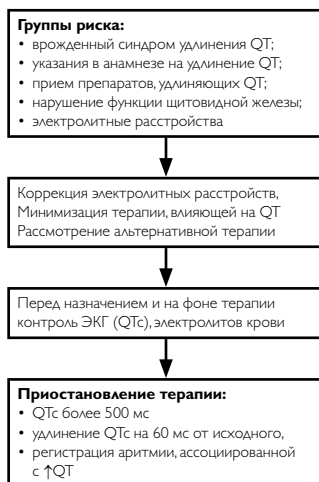 Группы риска:
• врожденный синдром удлинения QT;
• указания в анамнезе на удлинение QT;
• прием препаратов, удлиняющих QT;
• нарушение функции щитовидной железы;
• электролитные расстройства
Коррекция электролитных расстройств,
Минимизация терапии, влияющей на QT
Рассмотрение альтернативной терапии
Перед назначением и на фоне терапии
контроль ЭКГ (QTc), электролитов крови
Приостановление терапии:
• QTc более 500 мс
• удлинение QTc на 60 мс от исходного,
• регистрация аритмии, ассоциированной
с ↑QT